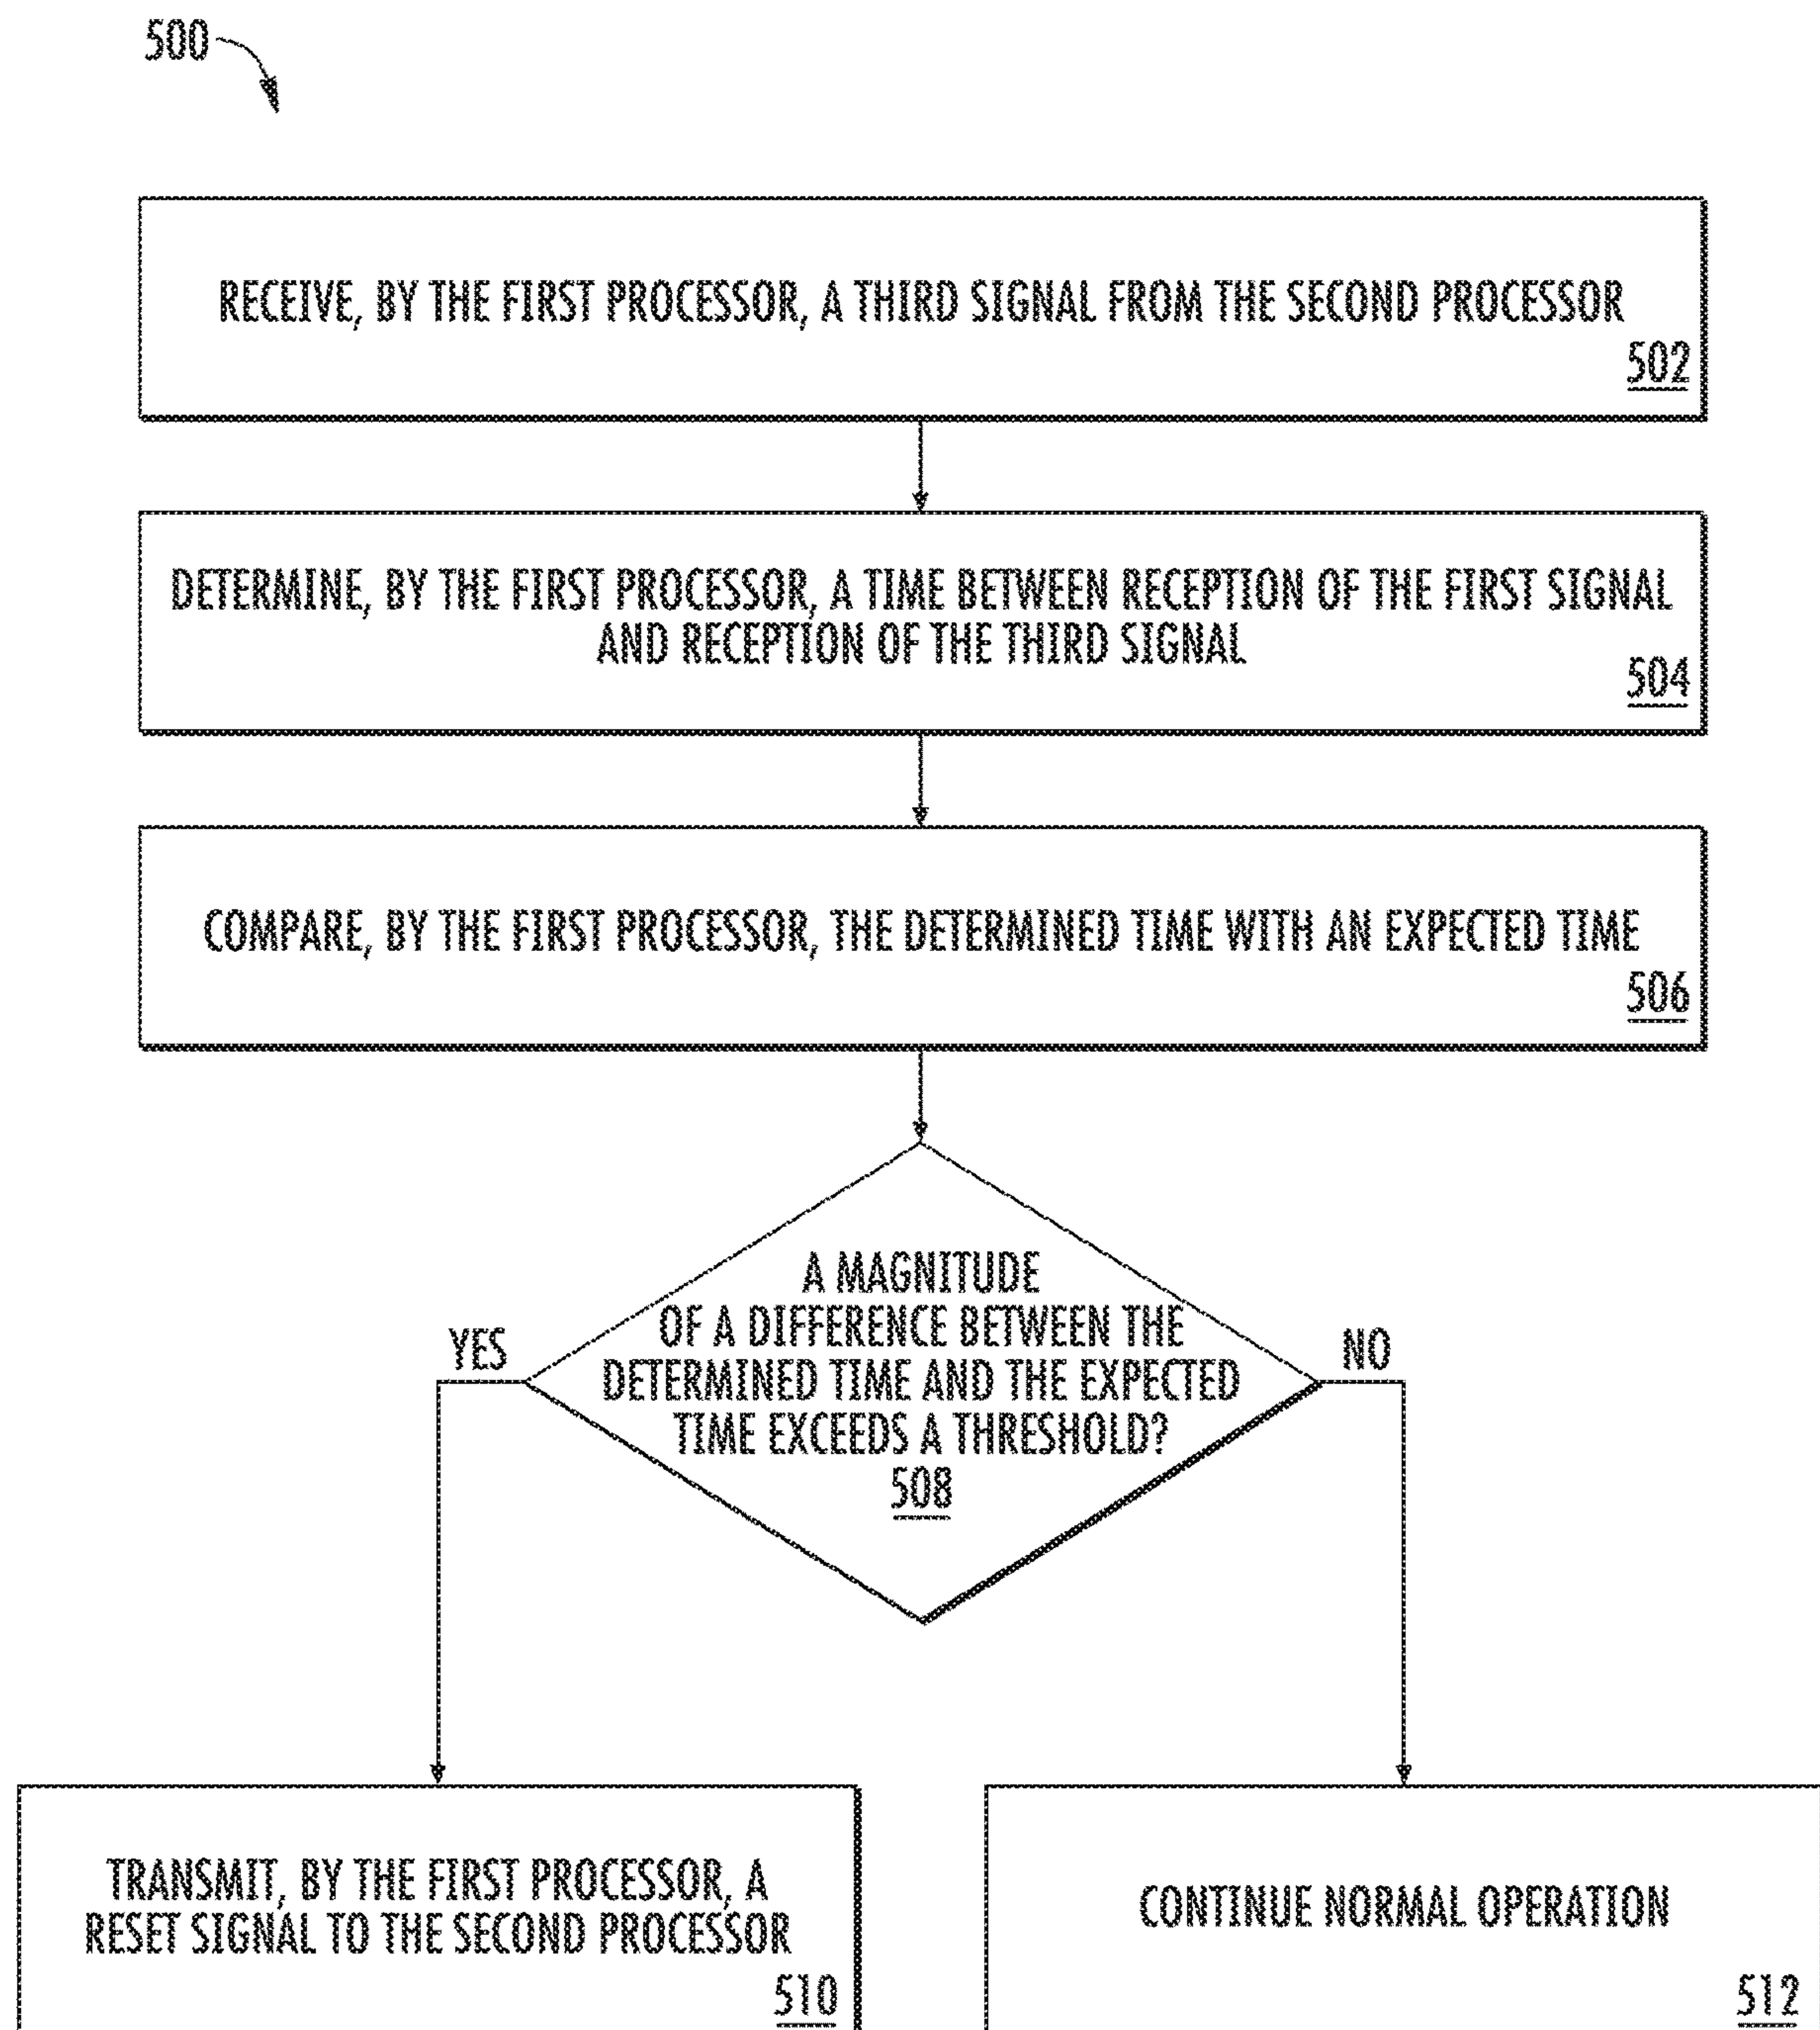 500
RECEIVE, BY THE FIRST PROCESSOR, A THIRD SIGNAL FROM THE SECOND PROCESSOR
502
DETERMINE, BY THE FIRST PROCESSOR, A TIME BETWEEN RECEPTION OF THE FIRST SIGNAL
AND RECEPTION OF THE THIRD SIGNAL
504
COMPARE, BY THE FIRST PROCESSOR, THE DETERMINED TIME WITH AN EXPECTED TIME
506
A MAGNITUDE
OF A DIFFERENCE BETWEEN THE
DETERMINED TIME AND THE EXPECTED
TIME EXCEEDS A THRESHOLD?
508
YES
NO
TRANSMIT, BY THE FIRST PROCESSOR, A
RESET SIGNAL TO THE SECOND PROCESSOR
510
CONTINUE NORMAL OPERATION
512